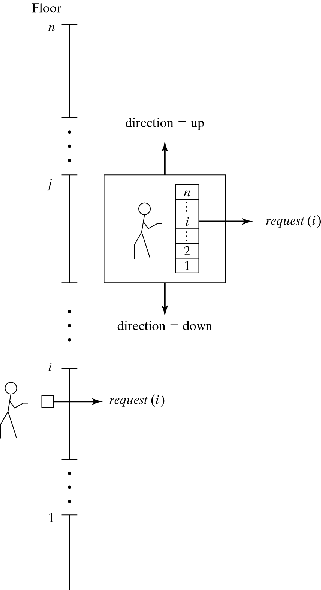 Floor
n
direction = up
j
n
⋮
i
request (i)
⋮
2
1
direction = down
i
request (i)
1